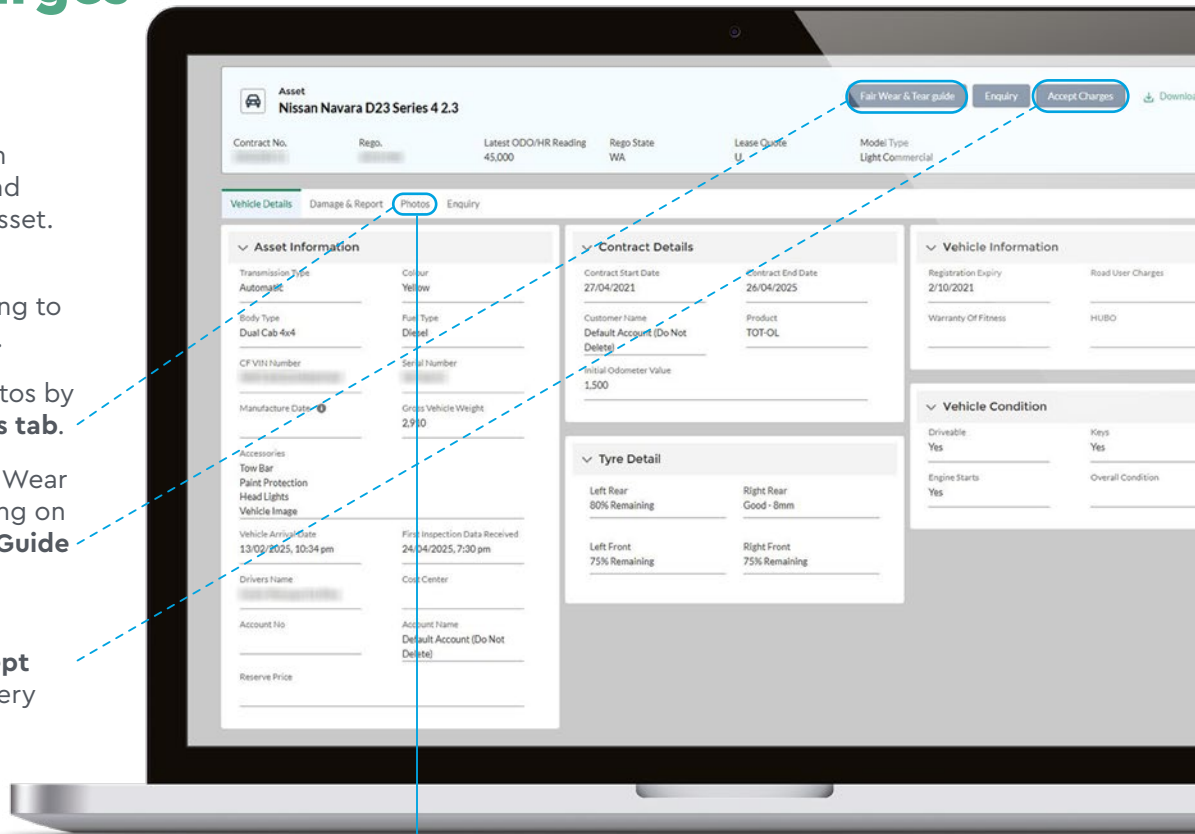 sset.
ng to
tos by
s tab.
Wear
ng on
Guide
ept
ery
Asset
Nissan Navara D23 Series 4 2.3
Fair Wear & Tear guide
Enquiry
Accept Charges
Contract No.
Rego.
Latest ODO/HR Reading
45,000
Rego State
WA
Lease Quote
U
Model Type
Light Commercial
Vehicle Details
Damage & Report
Photos
Enquiry
Asset Information
Transmission Type
Automatic
Colour
Yellow
Body Type
Dual Cab 4x4
Fuel Type
Diesel
CF VIN Number
Serial Number
Manufacture Date
Gross Vehicle Weight
2,910
Accessories
Tow Bar
Paint Protection
Head Lights
Vehicle Image
Vehicle Arrival Date
13/02/2025, 10:34 pm
First Inspection Data Received
24/04/2025, 7:30 pm
Drivers Name
Cost Center
Account No
Account Name
Default Account (Do Not
Delete)
Reserve Price
Contract Details
Contract Start Date
27/04/2021
Contract End Date
26/04/2025
Customer Name
Default Account (Do Not
Delete)
Product
TOT-OL
Initial Odometer Value
1,500
Tyre Detail
Left Rear
80% Remaining
Right Rear
Good - 8mm
Left Front
75% Remaining
Right Front
75% Remaining
Vehicle Information
Registration Expiry
2/10/2021
Road User Charges
Warranty Of Fitness
HUBO
Vehicle Condition
Driveable
Yes
Keys
Yes
Engine Starts
Yes
Overall Condition